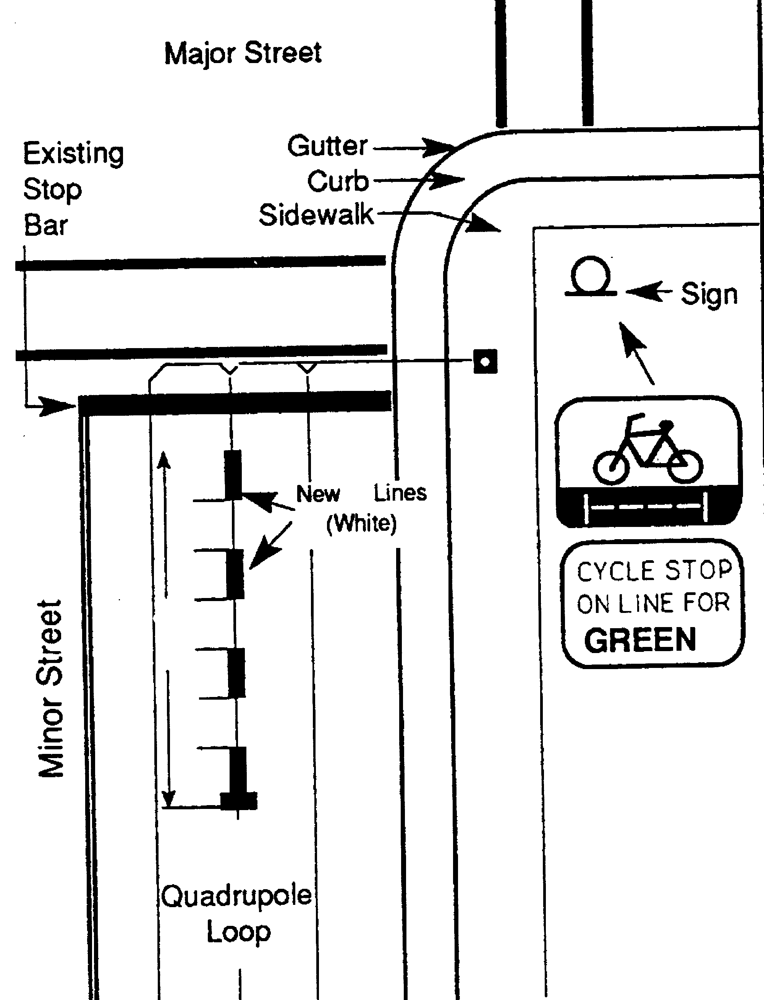 Major Street
Existing
Stop
Bar
Gutter
Curb
Sidewalk
Sign
New Lines
(White)
CYCLE STOP
ON LINE FOR
GREEN
Minor Street
Quadrupole
Loop